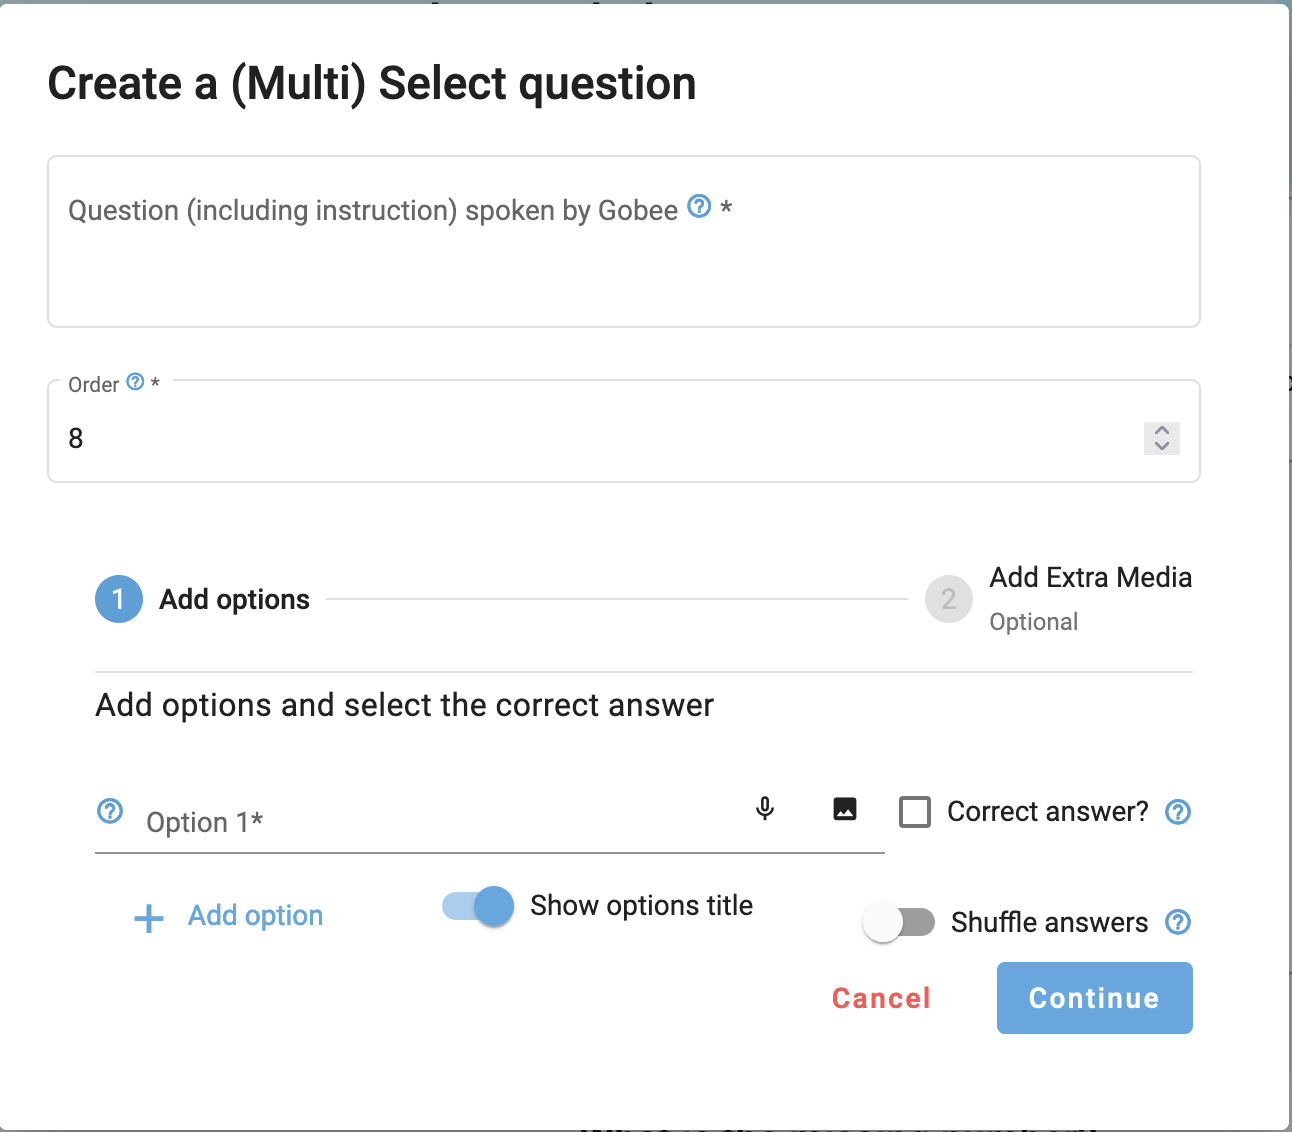 Create a (Multi) Select question
Question (including instruction) spoken by Gobee ? *
Order ? *
8
1 Add options
2 Add Extra Media
Optional
Add options and select the correct answer
? Option 1*
Correct answer? ?
+ Add option
Show options title
Shuffle answers ?
Cancel
Continue